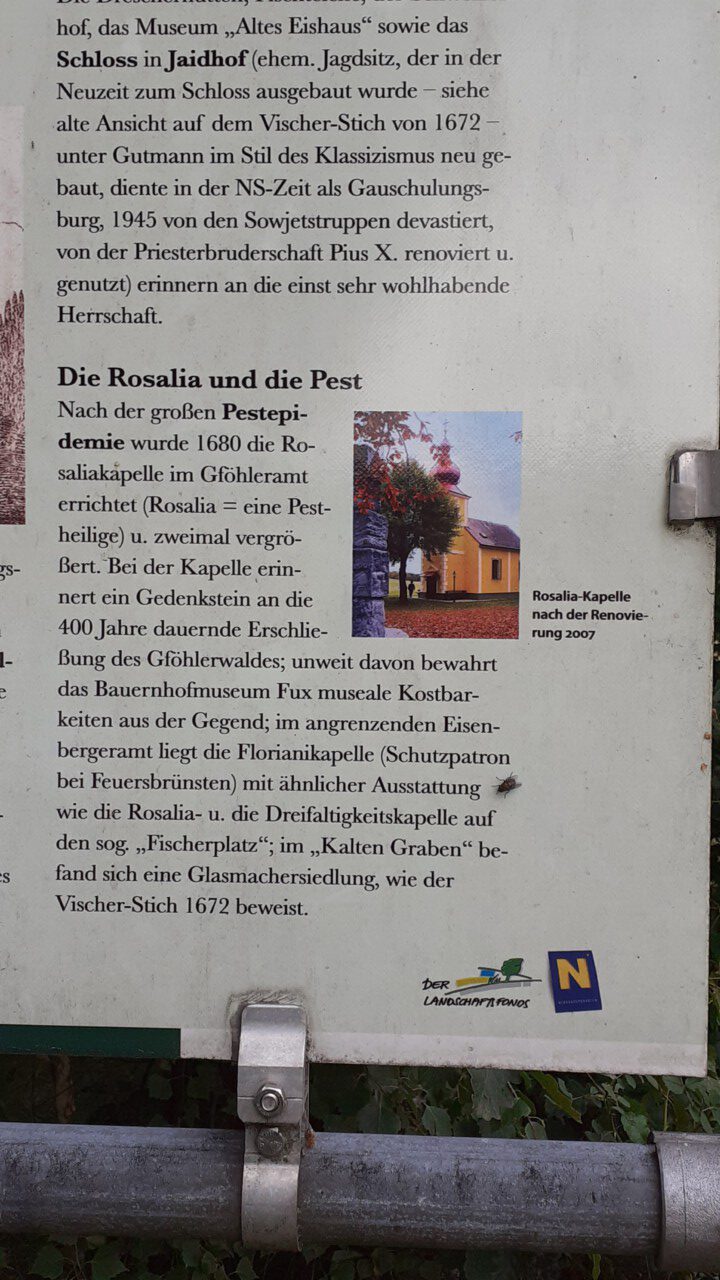 hof, das Museum „Altes Eishaus“ sowie das
Schloss in Jaidhof (ehem. Jagdsitz, der in der
Neuzeit zum Schloss ausgebaut wurde – siehe
alte Ansicht auf dem Vischer-Stich von 1672 –
unter Gutmann im Stil des Klassizismus neu ge-
baut, diente in der NS-Zeit als Gauschulungs-
burg, 1945 von den Sowjetstruppen devastiert,
von der Priesterbruderschaft Pius X. renoviert u.
genutzt) erinnern an die einst sehr wohlhabende
Herrschaft.
Die Rosalia und die Pest
Nach der großen Pestepi-
demie wurde 1680 die Ro-
saliakapelle im Gföhleramt
errichtet (Rosalia = eine Pest-
heilige) u. zweimal vergrö-
ßert. Bei der Kapelle erin-
nert ein Gedenkstein an die
400 Jahre dauernde Erschlie-
ßung des Gföhlerwaldes; unweit davon bewahrt
das Bauernhofmuseum Fux museale Kostbar-
keiten aus der Gegend; im angrenzenden Eisen-
bergeramt liegt die Florianikapelle (Schutzpatron
bei Feuersbrünsten) mit ähnlicher Ausstattung
wie die Rosalia- u. die Dreifaltigkeitskapelle auf
den sog. „Fischerplatz“; im „Kalten Graben“ be-
fand sich eine Glasmachersiedlung, wie der
Vischer-Stich 1672 beweist.
Rosalia-Kapelle
nach der Renovie-
rung 2007
DER
LANDSCHAFTSFONDS
N